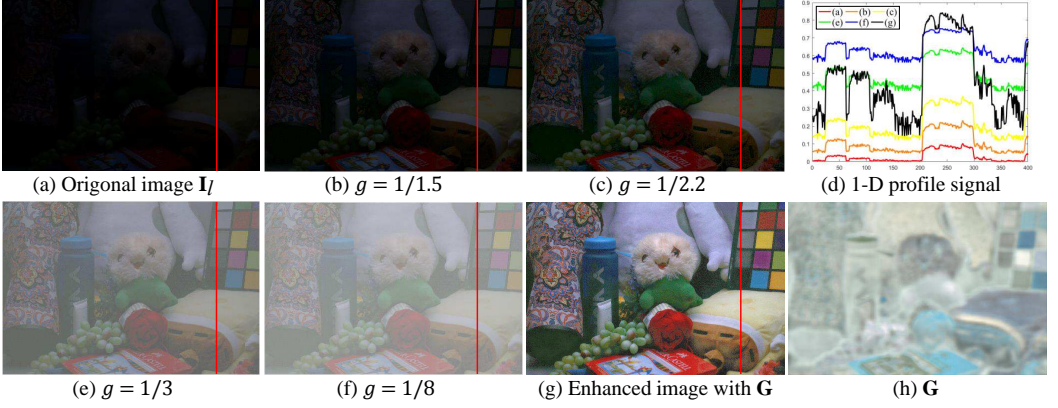 0.9
0.8
0.7
0.6
0.5
0.4
0.3
0.2
0.1
0
(a) (b) (c)
(e) (f) (g)
0 50 100 150 200 250 300 350 400
(a) Origonal image I_l
(b) g = 1/1.5
(c) g = 1/2.2
(d) 1-D profile signal
(e) g = 1/3
(f) g = 1/8
(g) Enhanced image with G
(h) G